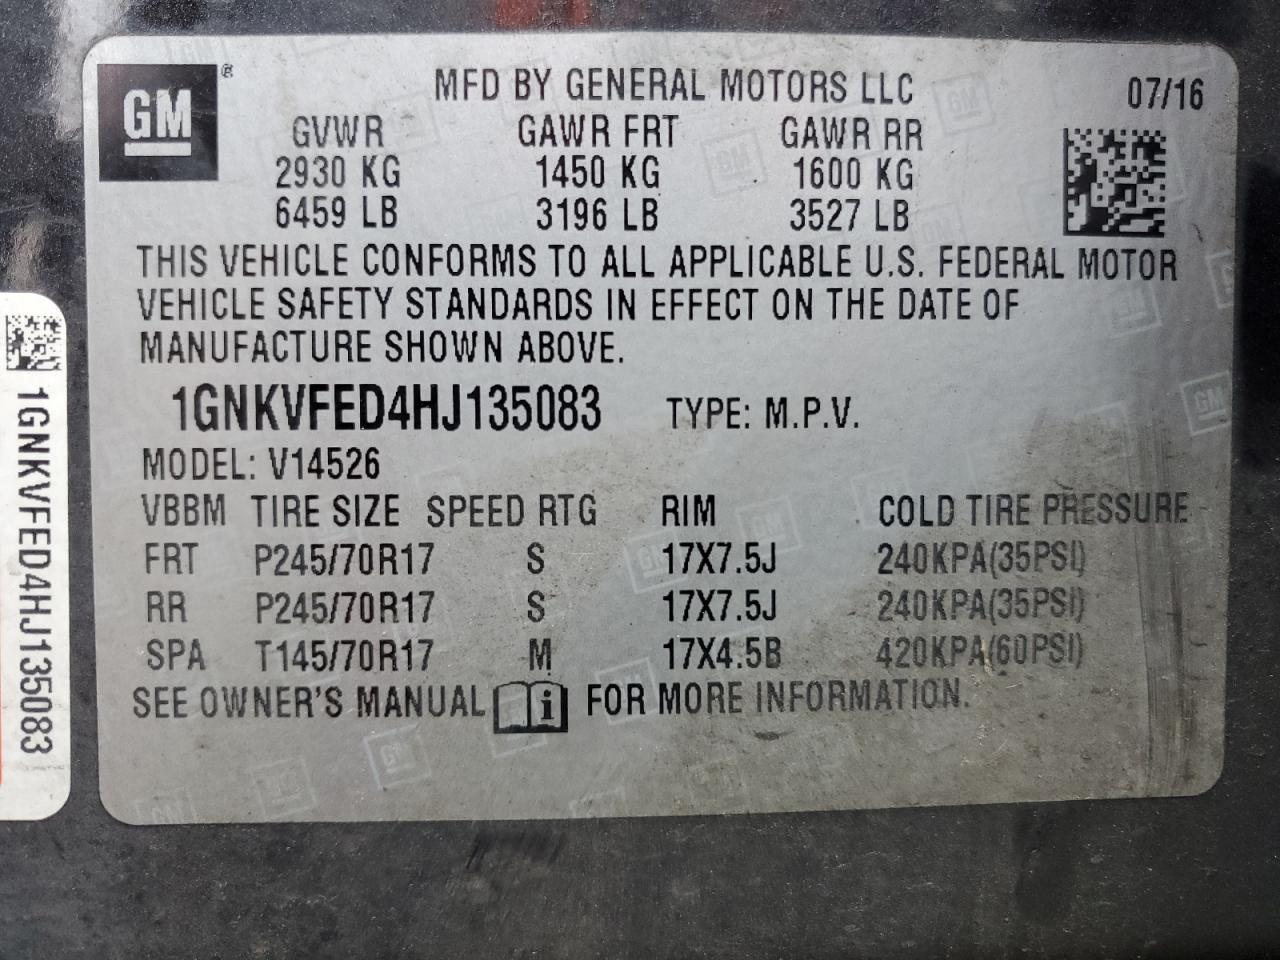 GM ®
MFD BY GENERAL MOTORS LLC 07/16
GVWR GAWR FRT GAWR RR
2930 KG 1450 KG 1600 KG
6459 LB 3196 LB 3527 LB
THIS VEHICLE CONFORMS TO ALL APPLICABLE U.S. FEDERAL MOTOR
VEHICLE SAFETY STANDARDS IN EFFECT ON THE DATE OF
MANUFACTURE SHOWN ABOVE.
1GNKVFED4HJ135083 TYPE: M.P.V.
MODEL: V14526
VBBM TIRE SIZE SPEED RTG RIM COLD TIRE PRESSURE
FRT P245/70R17 S 17X7.5J 240KPA(35PSI)
RR P245/70R17 S 17X7.5J 240KPA(35PSI)
SPA T145/70R17 M 17X4.5B 420KPA(60PSI)
SEE OWNER'S MANUAL i FOR MORE INFORMATION.
1GNKVFED4HJ135083